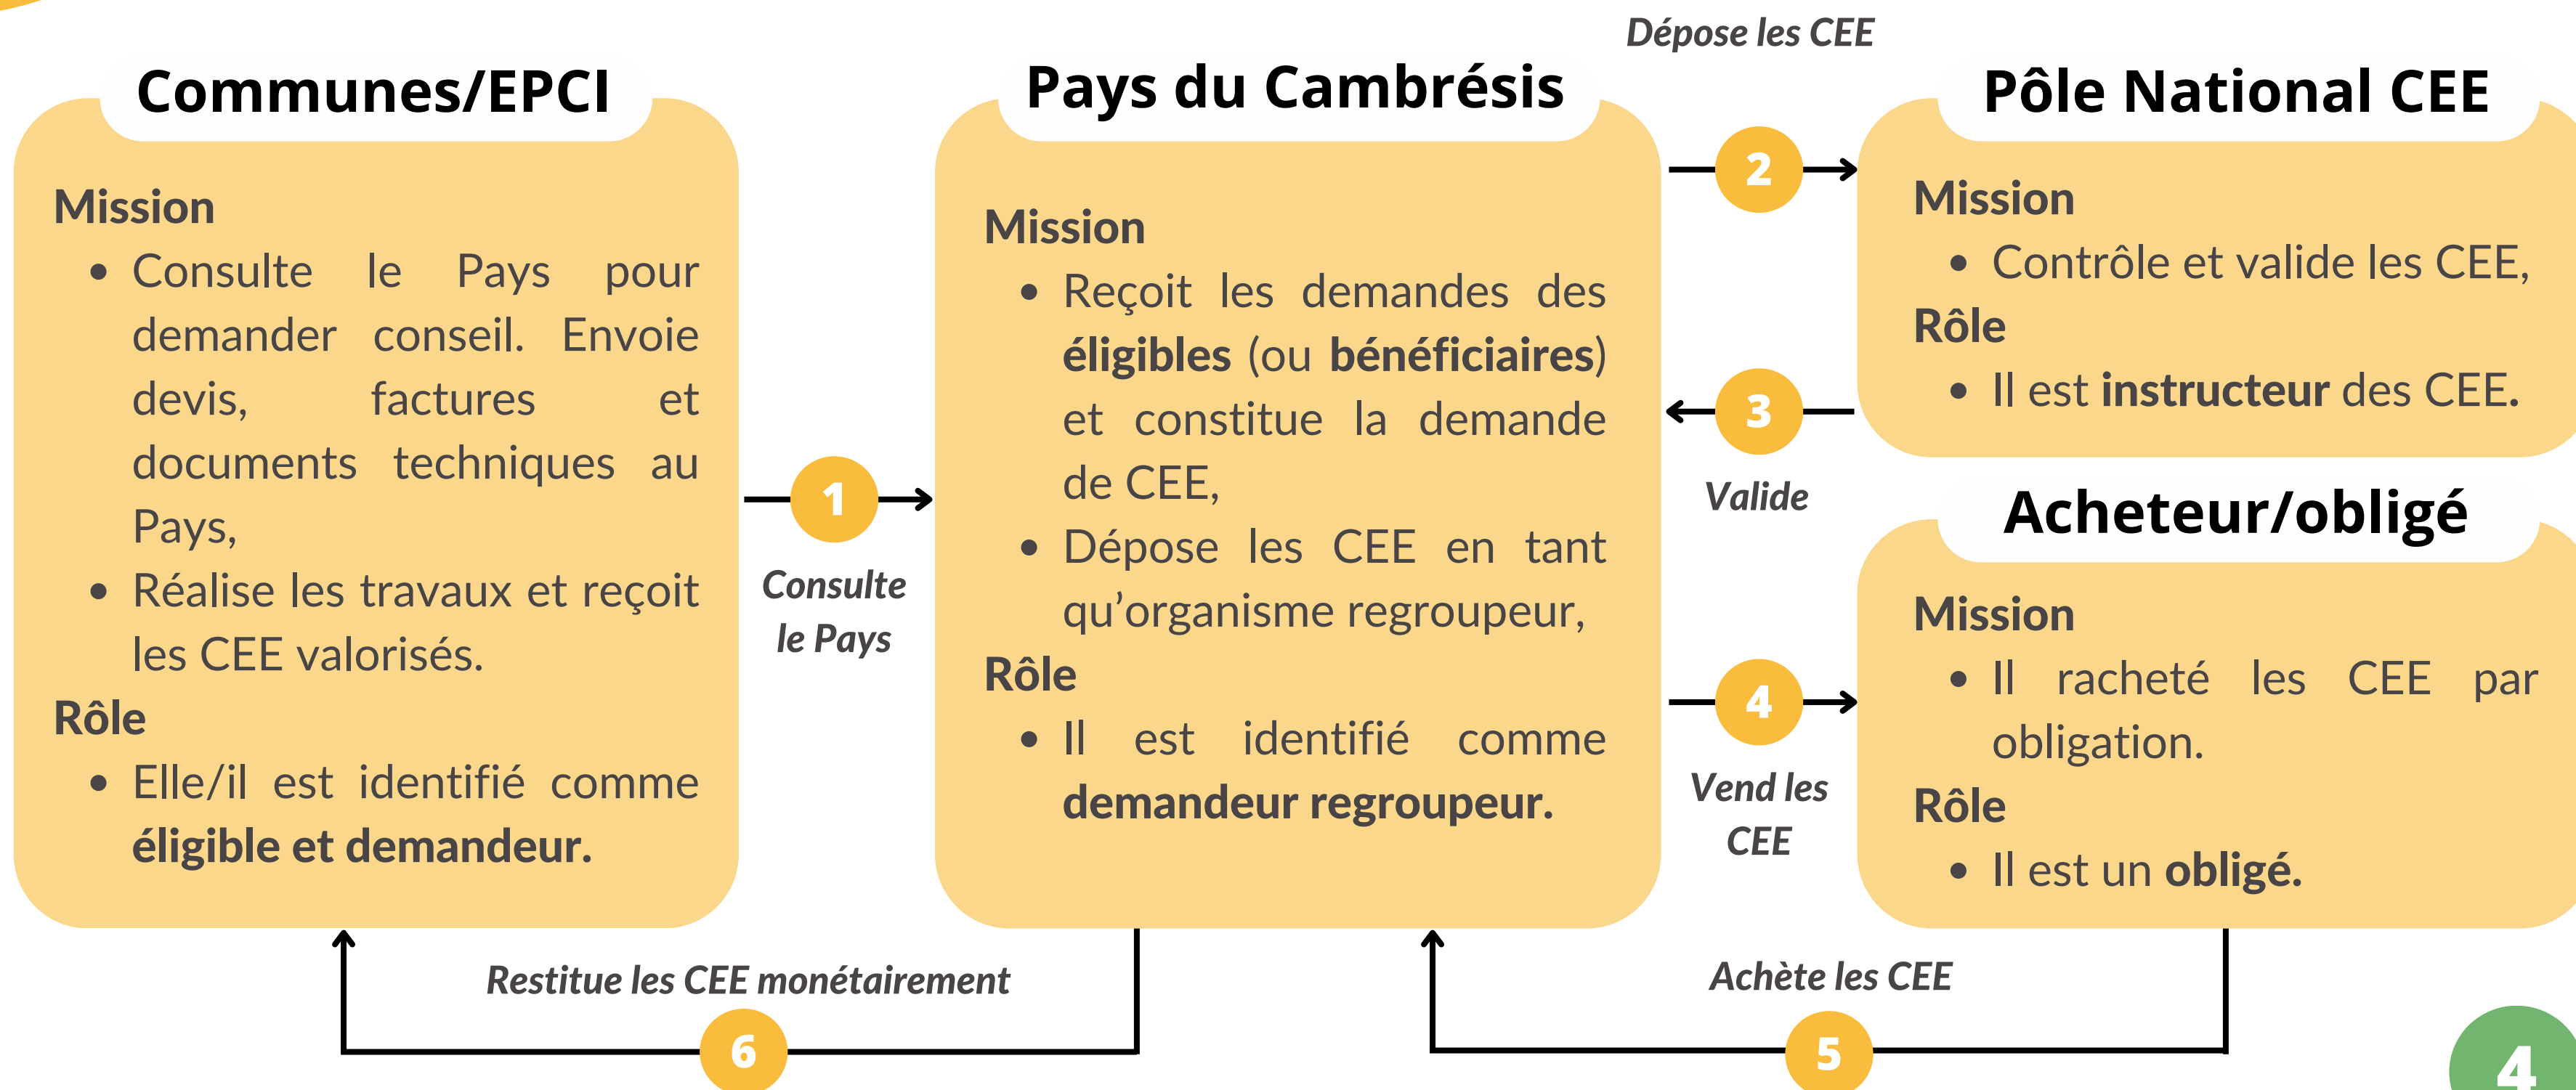 Communes/EPCI
Mission
• Consulte le Pays pour
demander conseil. Envoie
devis, factures et
documents techniques au
Pays,
• Réalise les travaux et reçoit
les CEE valorisés.
Rôle
• Elle/il est identifié comme
éligible et demandeur.
1
Consulte
le Pays
Pays du Cambrésis
Mission
• Reçoit les demandes des
éligibles (ou bénéficiaires)
et constitue la demande
de CEE,
• Dépose les CEE en tant
qu’organisme regroupeur,
Rôle
• Il est identifié comme
demandeur regroupeur.
Dépose les CEE
2
3
Valide
4
Vend les
CEE
Pôle National CEE
Mission
• Contrôle et valide les CEE,
Rôle
• Il est instructeur des CEE.
Acheteur/obligé
Mission
• Il racheté les CEE par
obligation.
Rôle
• Il est un obligé.
Achète les CEE
5
Restitue les CEE monétairement
6
4